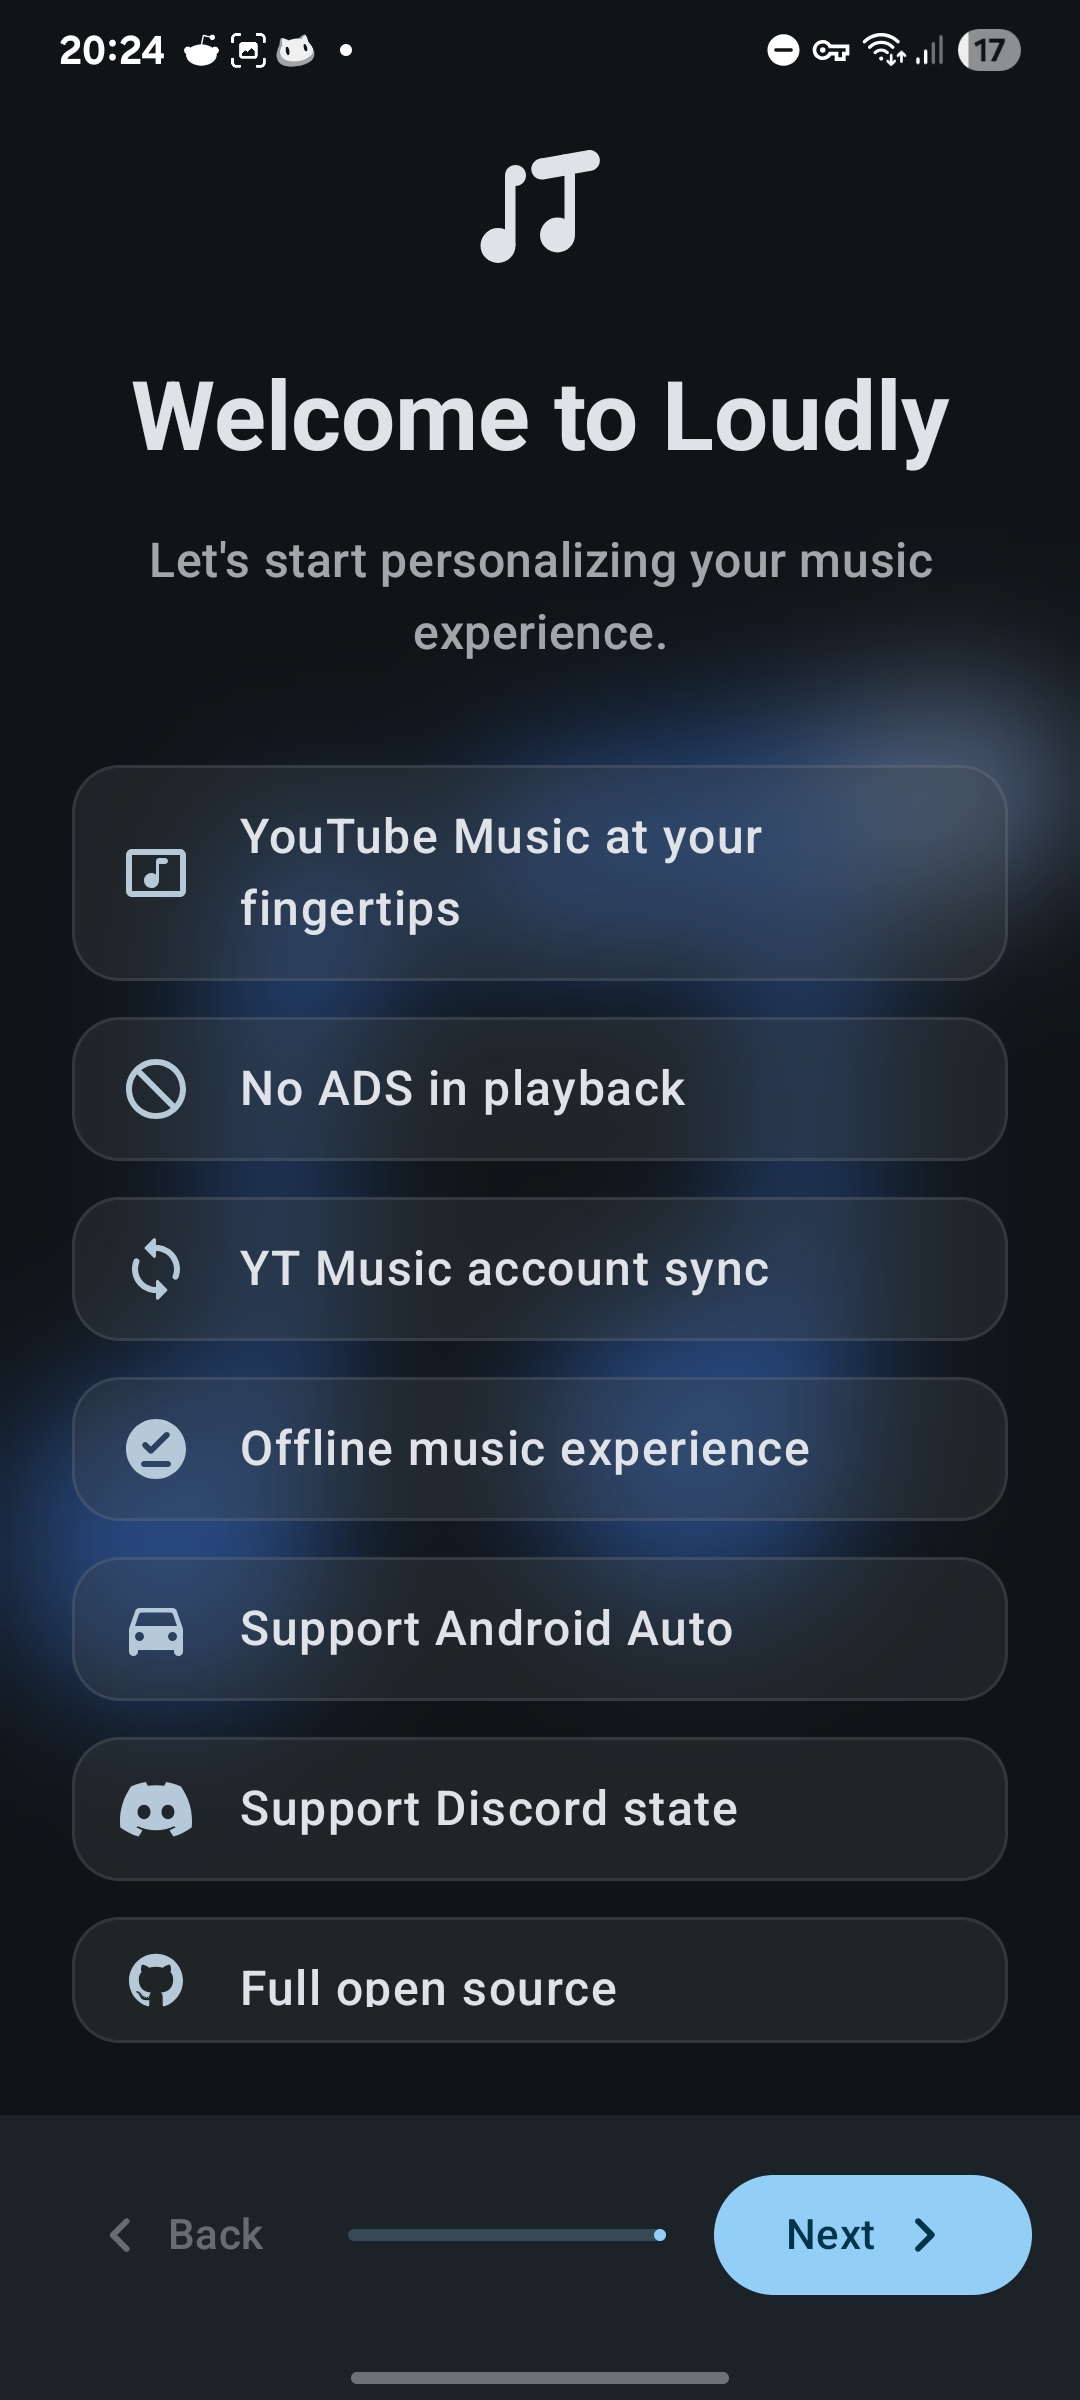 20:24
17
Welcome to Loudly
Let's start personalizing your music
experience.
YouTube Music at your
fingertips
No ADS in playback
YT Music account sync
Offline music experience
Support Android Auto
Support Discord state
Full open source
Back
Next